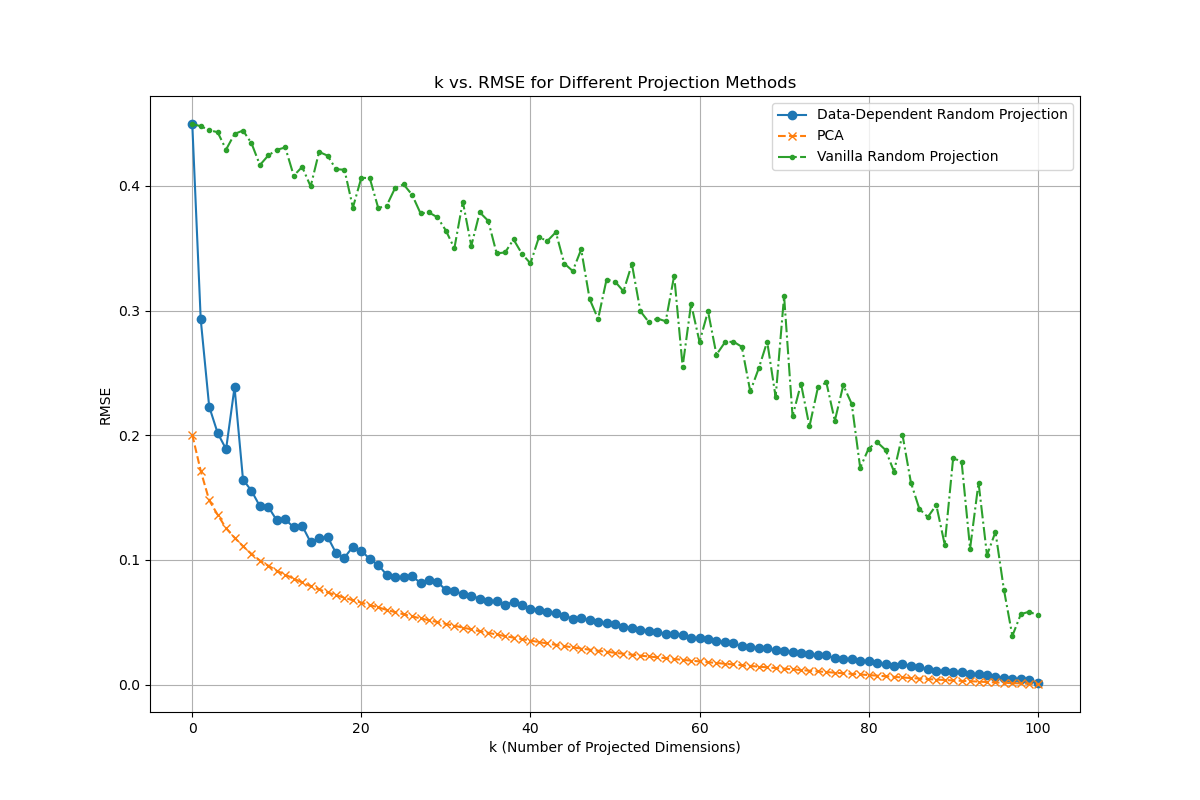 k vs. RMSE for Different Projection Methods
Data-Dependent Random Projection
PCA
Vanilla Random Projection
RMSE
0.4
0.3
0.2
0.1
0.0
0 20 40 60 80 100
k (Number of Projected Dimensions)